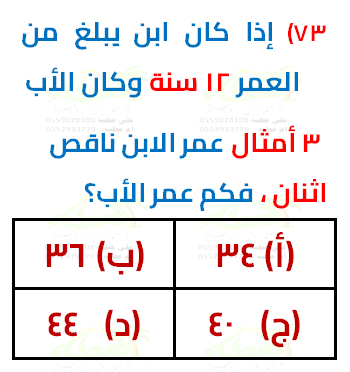 ٧٣) إذا كان ابن يبلغ من
العمر ١٢ سنة وكان الأب
٣ أمثال عمر الابن ناقص
اثنان ، فكم عمر الأب؟
(أ) ٣٤ (ب) ٣٦
(ج) ٤٠ (د) ٤٤